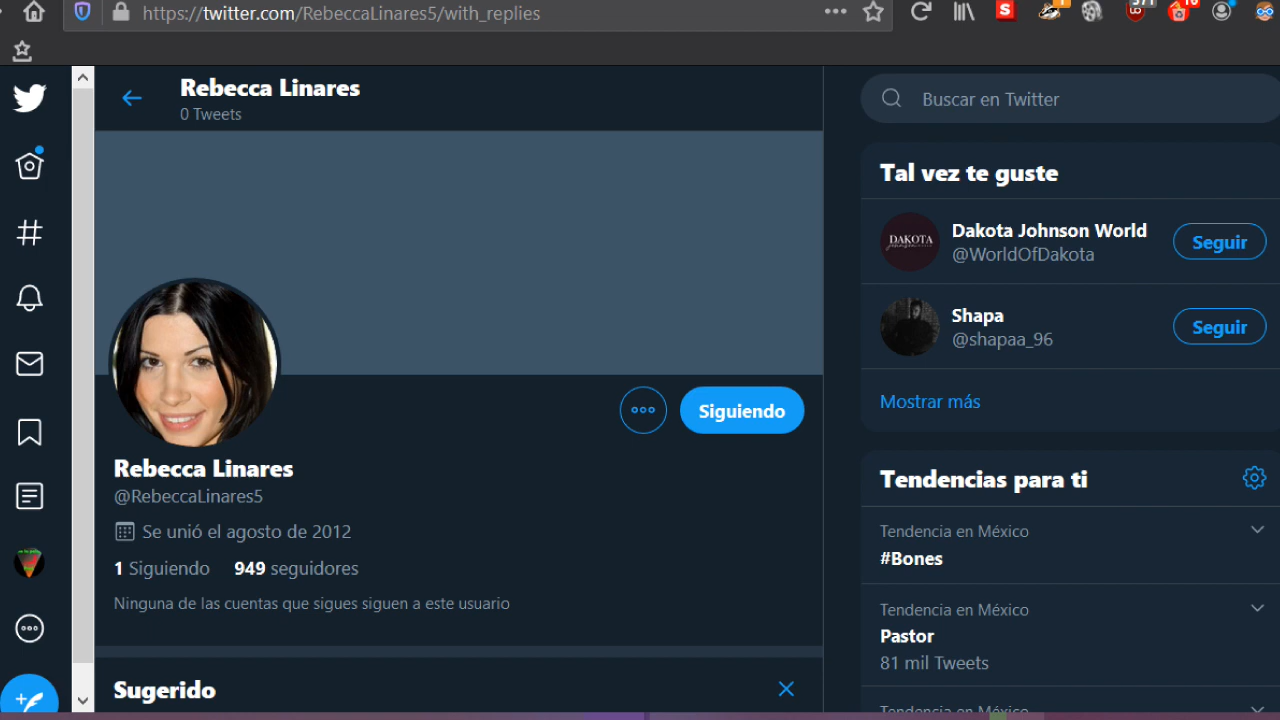 https://twitter.com/RebeccaLinares5/with_replies
Rebecca Linares
0 Tweets
Siguiendo
Rebecca Linares
@RebeccaLinares5
Se unió el agosto de 2012
1 Siguiendo 949 seguidores
Ninguna de las cuentas que sigues siguen a este usuario
Sugerido
Buscar en Twitter
Tal vez te guste
DAKOTA
Dakota Johnson World
@WorldOfDakota
Seguir
Shapa
@shapaa_96
Seguir
Mostrar más
Tendencias para ti
Tendencia en México
#Bones
Tendencia en México
Pastor
81 mil Tweets
Tendencia en México